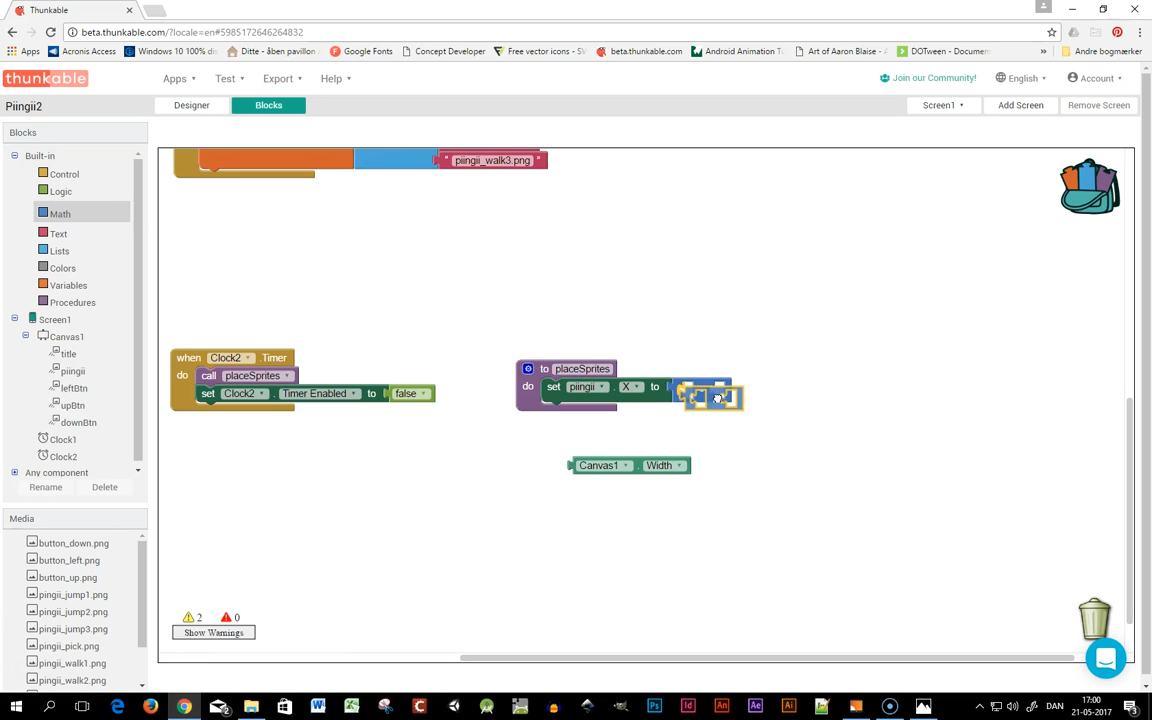 Thunkable
beta.thunkable.com/?locale=en#5985172646264832
Apps Acronis Access Windows 10 100% dis Ditte - åben pavillon Google Fonts Concept Developer Free vector icons - SV beta.thunkable.com Android Animation Tu Art of Aaron Blaise - A DOTween - Documen » Andre bogmærker
thunkable Apps Test Export Help Join our Community! English Account
Piingii2 Designer Blocks Screen1 Add Screen Remove Screen
Blocks
Built-in
Control
Logic
Math
Text
Lists
Colors
Variables
Procedures
Screen1
Canvas1
title
piingii
leftBtn
upBtn
downBtn
Clock1
Clock2
Any component
Rename Delete
Media
button_down.png
button_left.png
button_up.png
piingii_jump1.png
piingii_jump2.png
piingii_jump3.png
piingii_pick.png
piingii_walk1.png
piingii_walk2.png
" piingii_walk3.png "
when Clock2 .Timer
do call placeSprites
set Clock2 . Timer Enabled to false
to placeSprites
do set piingii . X to
Canvas1 . Width
2 0
Show Warnings
DAN 17:00
21-05-2017